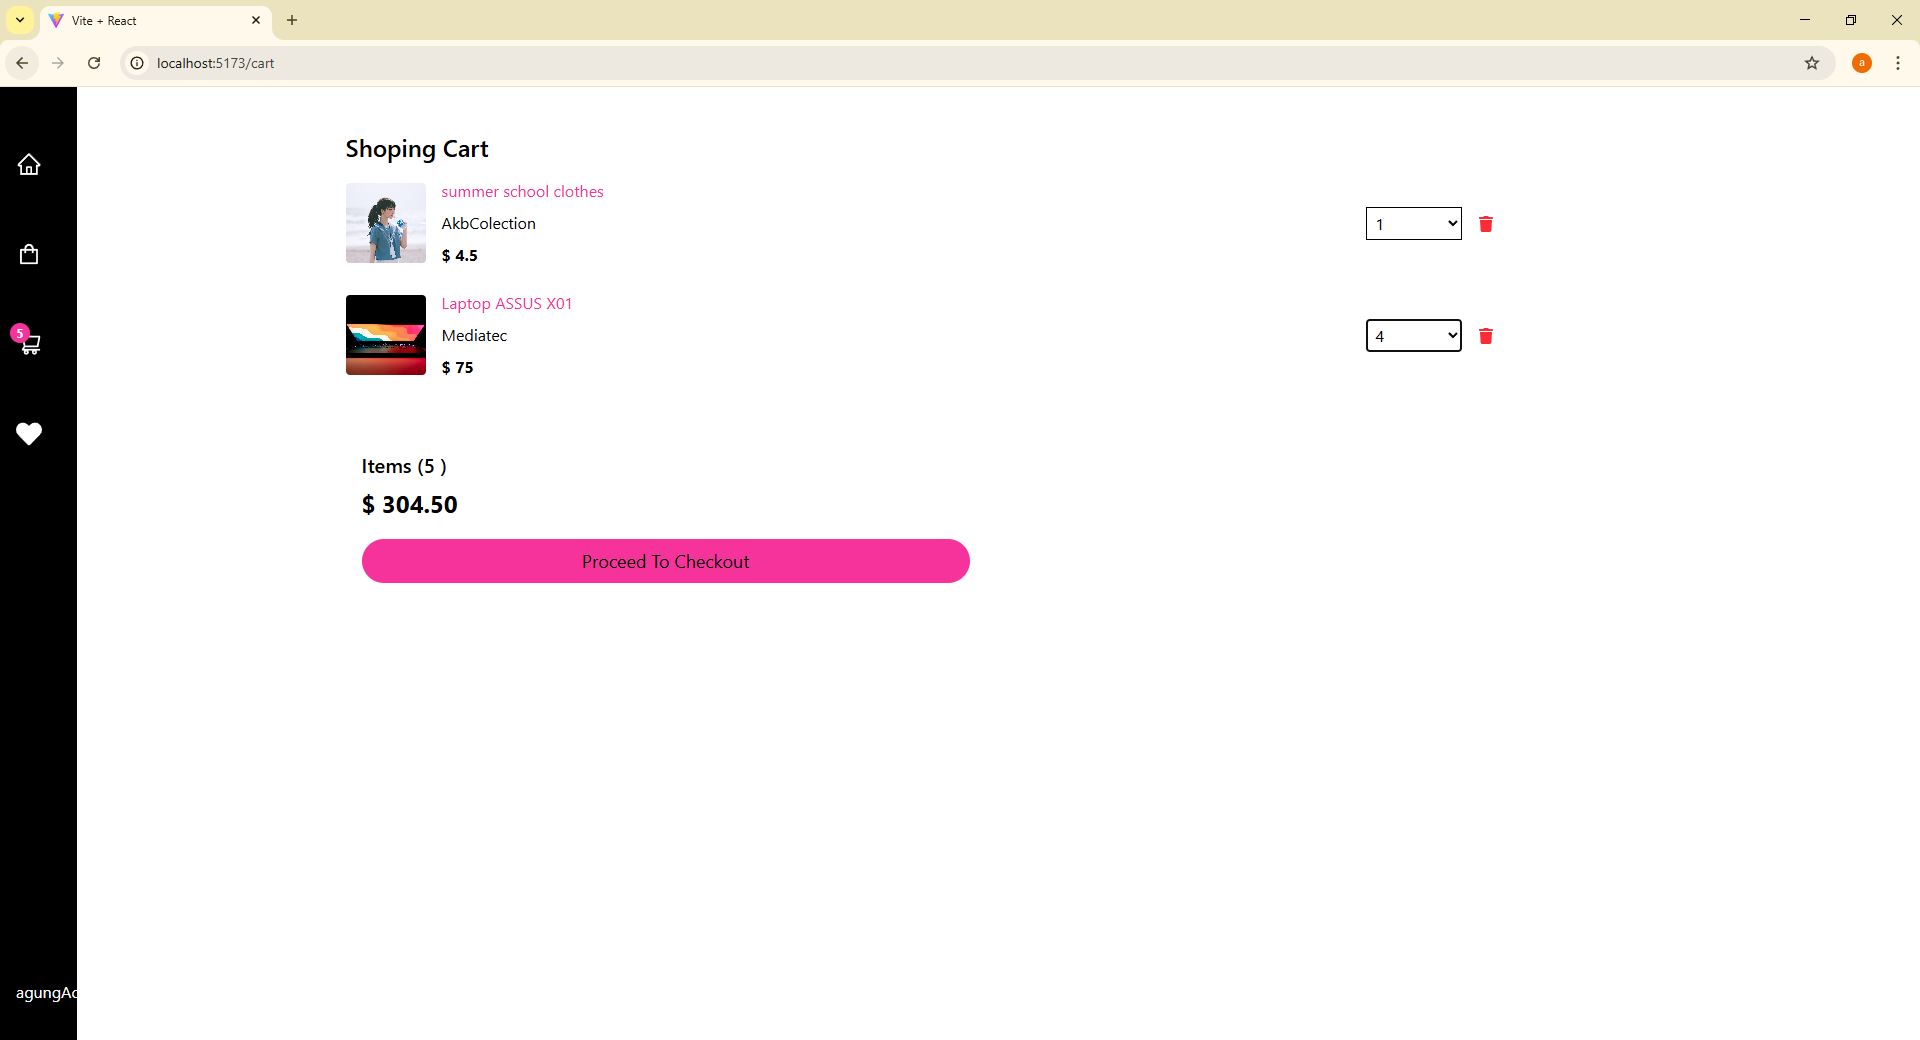 Vite + React
localhost:5173/cart
a
Shoping Cart
summer school clothes
AkbColection
$ 4.5
1
Laptop ASSUS X01
Mediatec
$ 75
4
5
Items (5 )
$ 304.50
Proceed To Checkout
agungAd